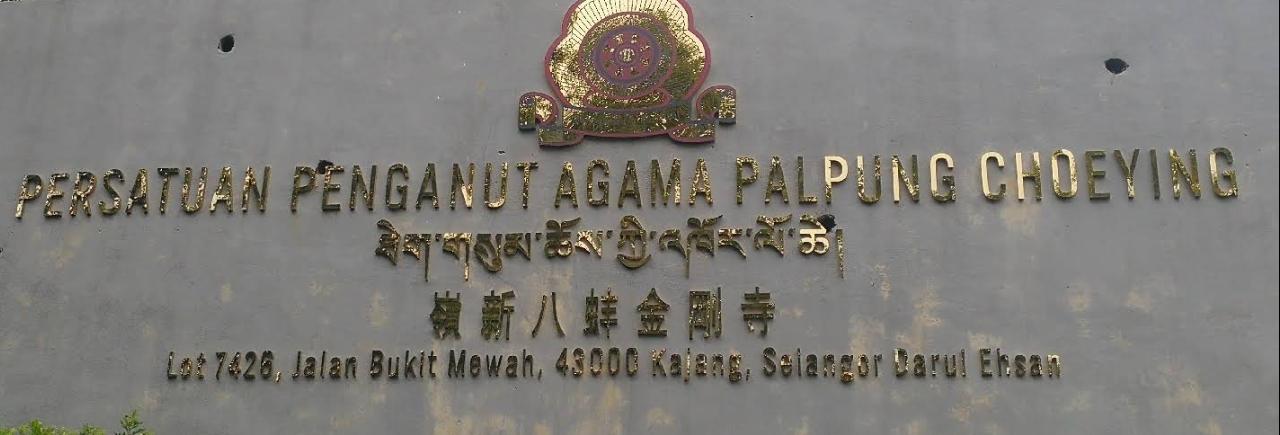 PERSATUAN PENGANUT AGAMA PALPUNG CHOEYING
ཐེག་གསུམ་ཆོས་ཀྱི་འཁོར་ལོ་ཆེ།
嶺新八蚌金剛寺
Lot 7426, Jalan Bukit Mewah, 43000 Kajang, Selangor Darul Ehsan